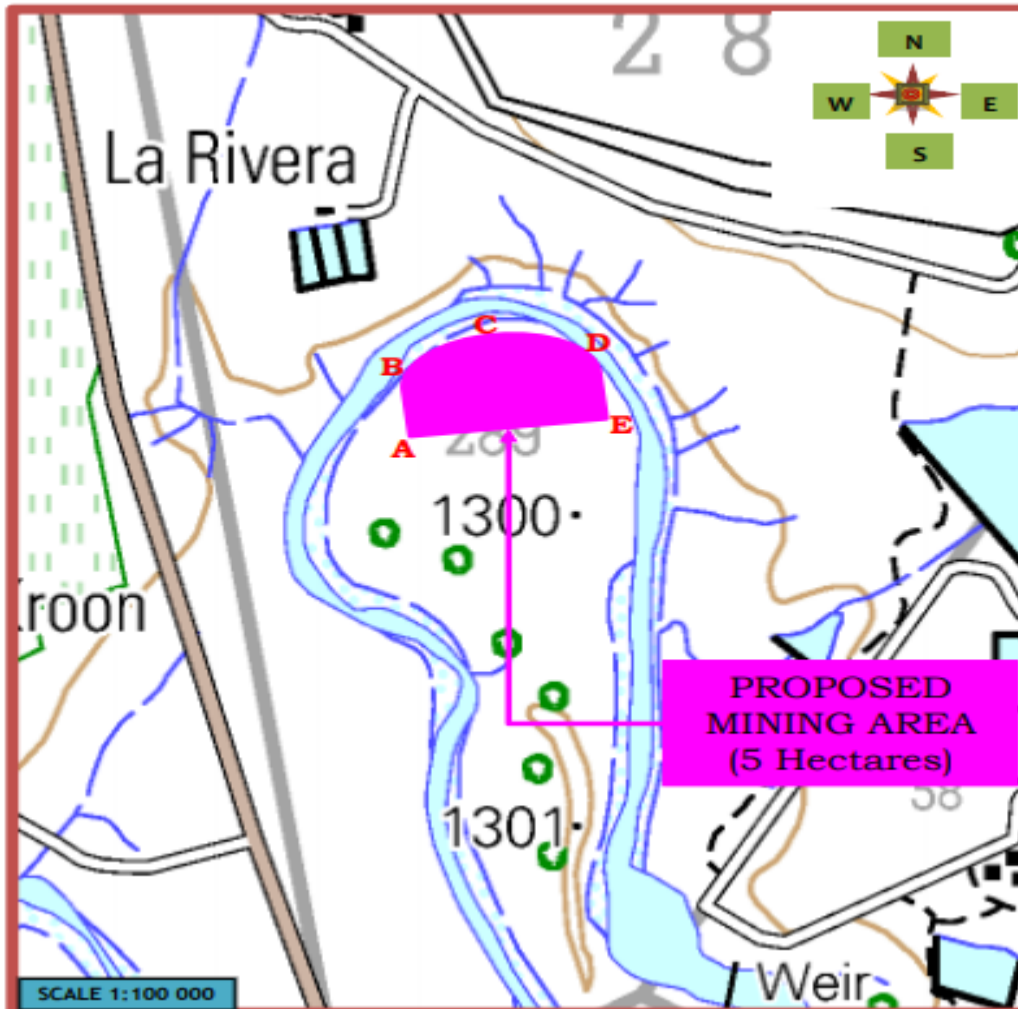 2 8
N
W
E
S
La Rivera
C
D
B
E
A
289
1300
roon
PROPOSED
MINING AREA
(5 Hectares)
58
1301
Weir
SCALE 1:100 000